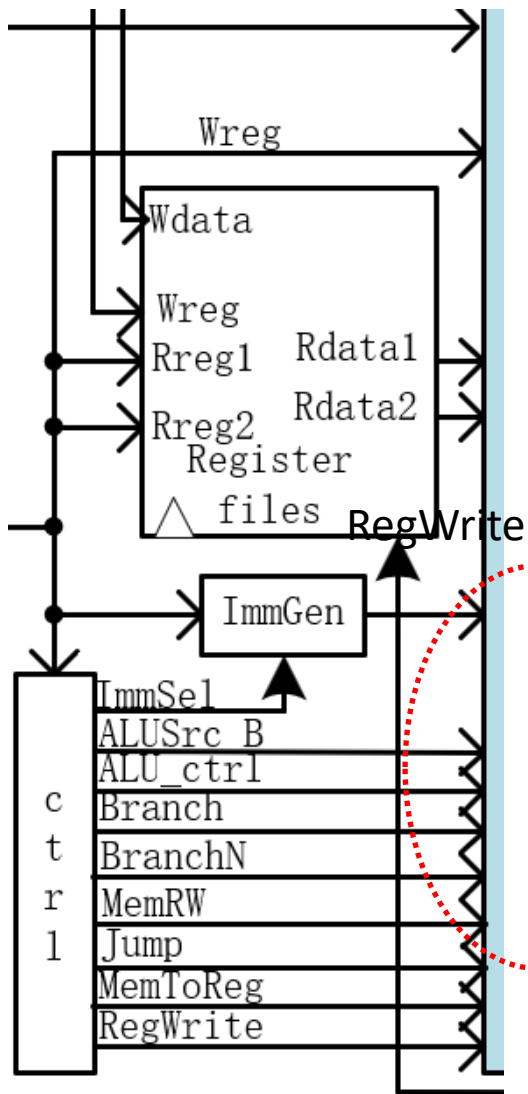 Wreg
Wdata
Wreg
Rreg1
Rdata1
Rreg2
Rdata2
Register
files
RegWrite
ImmGen
ImmSel
ALUSrc_B
ALU_ctrl
Branch
BranchN
MemRW
Jump
MemToReg
RegWrite
ctrl